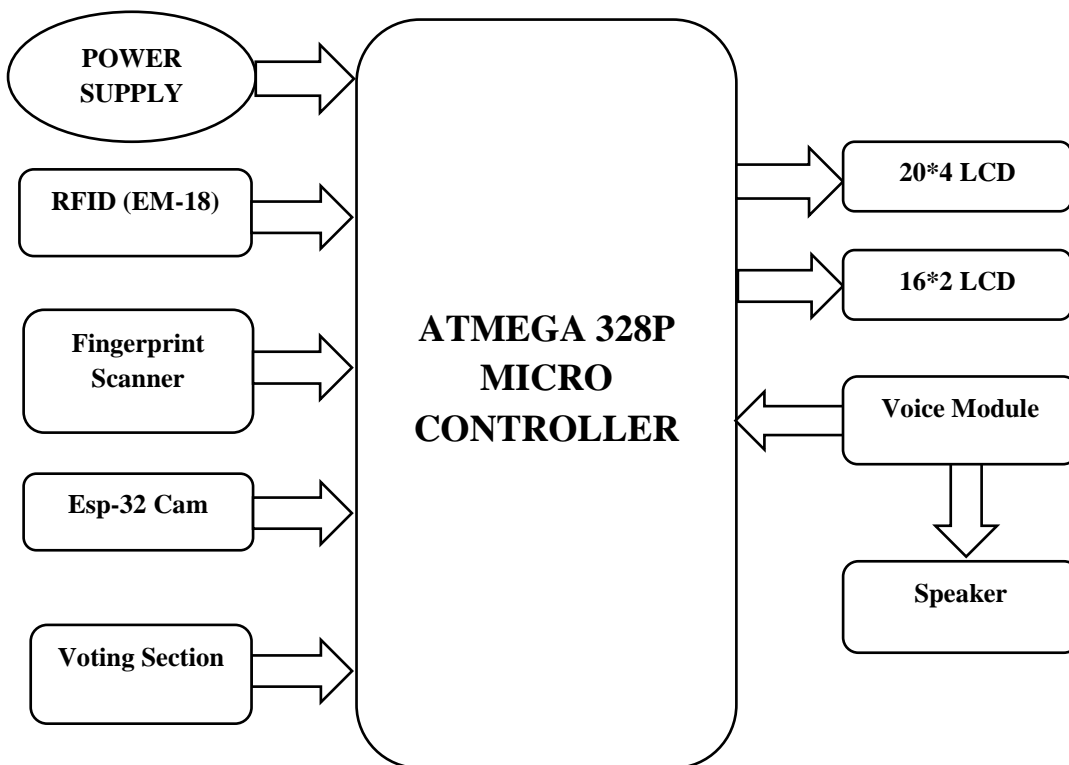 POWER
SUPPLY
RFID (EM-18)
Fingerprint
Scanner
Esp-32 Cam
Voting Section
ATMEGA 328P
MICRO
CONTROLLER
20*4 LCD
16*2 LCD
Voice Module
Speaker